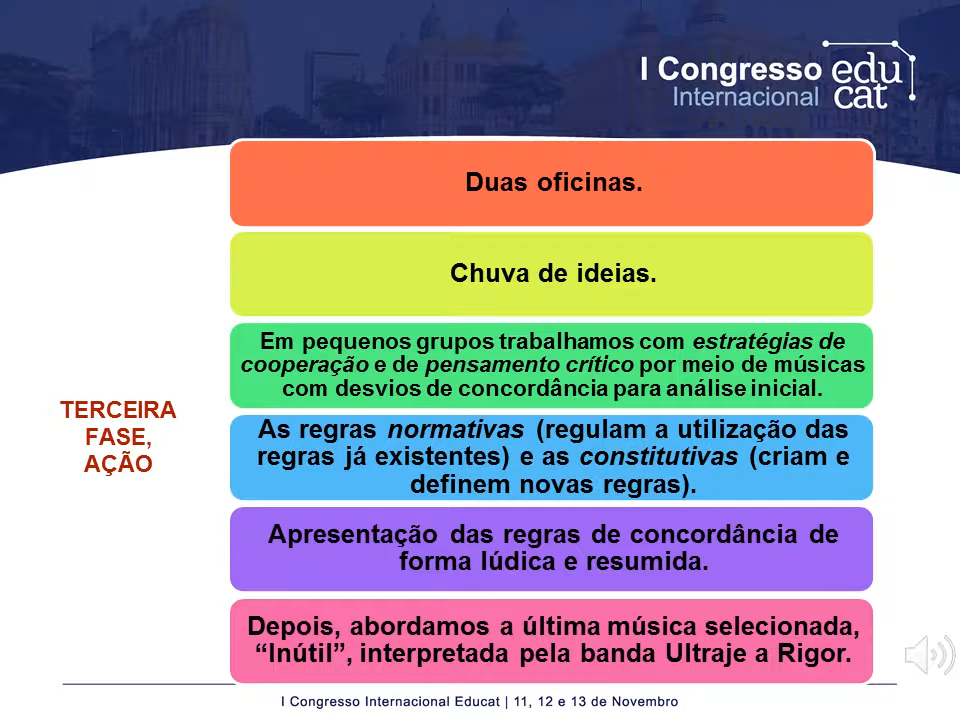 I Congresso
Internacional
edu
cat
Duas oficinas.
Chuva de ideias.
Em pequenos grupos trabalhamos com estratégias de
cooperação e de pensamento crítico por meio de músicas
com desvios de concordância para análise inicial.
TERCEIRA
FASE,
AÇÃO
As regras normativas (regulam a utilização das
regras já existentes) e as constitutivas (criam e
definem novas regras).
Apresentação das regras de concordância de
forma lúdica e resumida.
Depois, abordamos a última música selecionada,
“Inútil”, interpretada pela banda Ultraje a Rigor.
I Congresso Internacional Educat | 11, 12 e 13 de Novembro